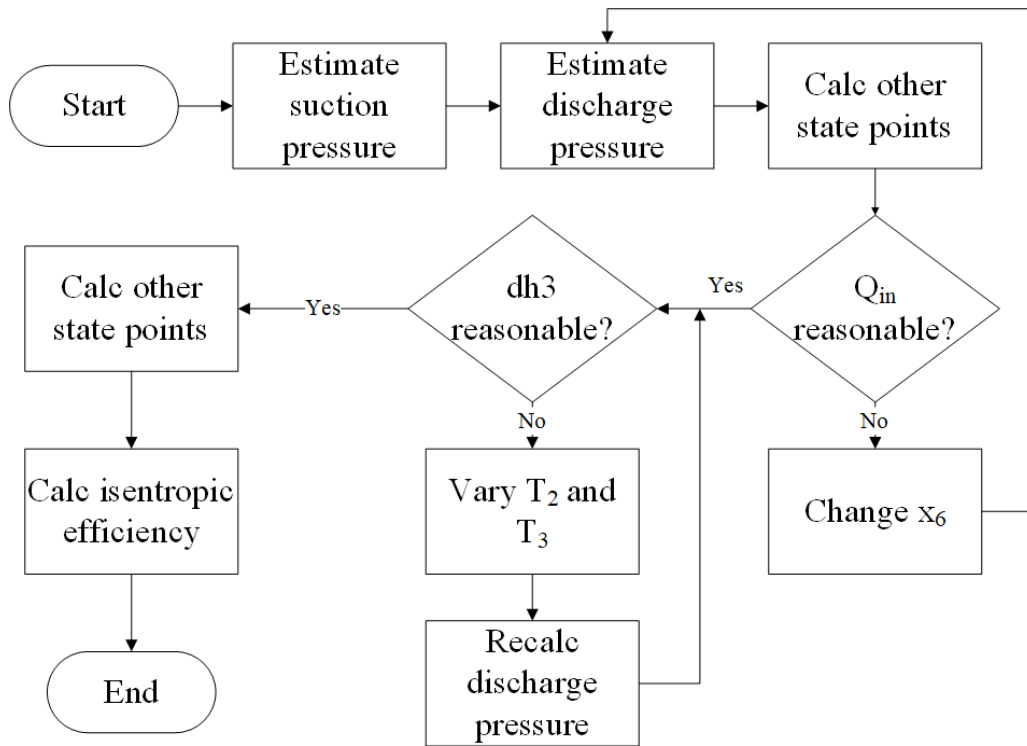 Start
Estimate
suction
pressure
Estimate
discharge
pressure
Calc other
state points
Q_in
reasonable?
Yes
dh3
reasonable?
Yes
Calc other
state points
No
No
Calc isentropic
efficiency
Vary T₂ and
T₃
Change x₆
End
Recalc
discharge
pressure